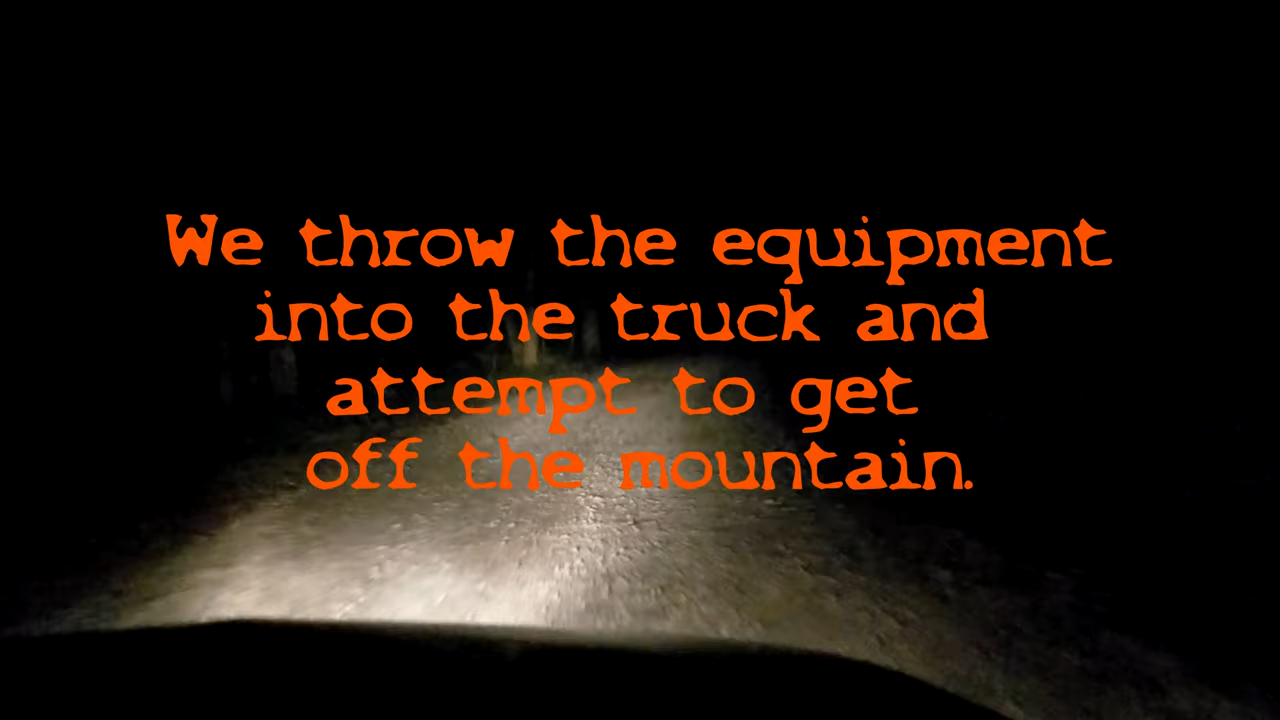 We throw the equipment
into the truck and
attempt to get
off the mountain.